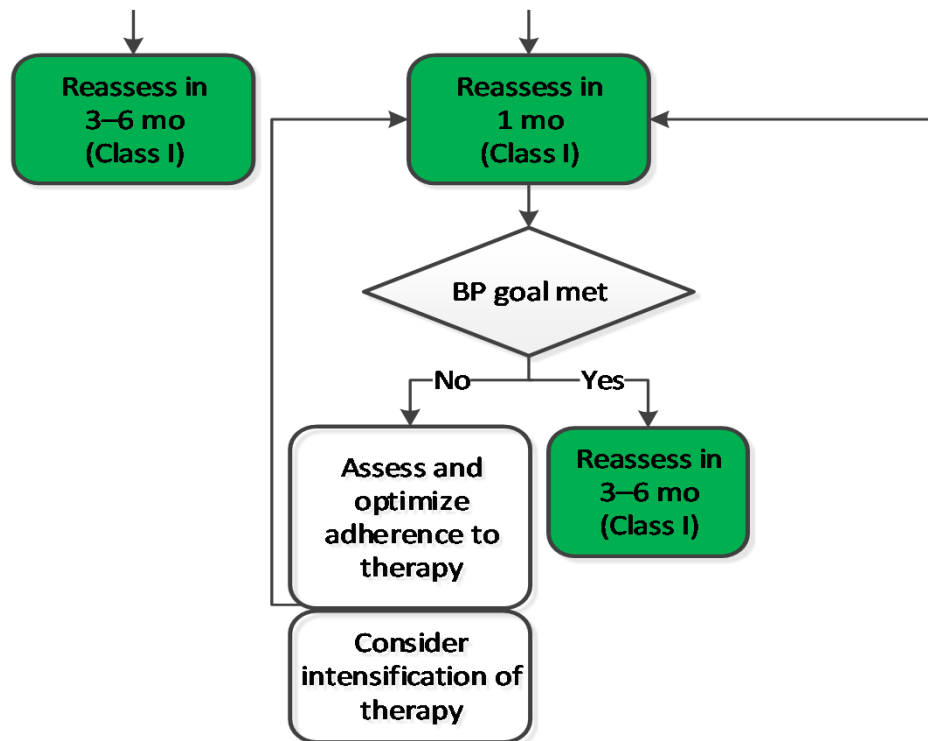 Reassess in
3–6 mo
(Class I)
Reassess in
1 mo
(Class I)
BP goal met
No
Yes
Assess and
optimize
adherence to
therapy
Reassess in
3–6 mo
(Class I)
Consider
intensification of
therapy